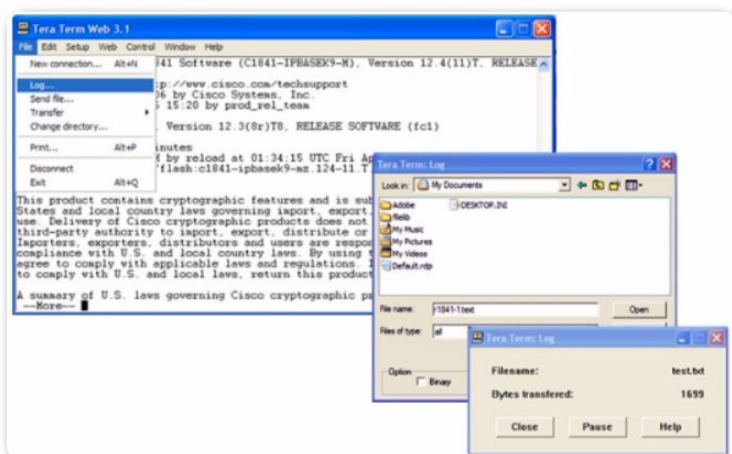 Tera Term Web 3.1
File Edit Setup Web Control Window Help
New connection... Alt+N
Log...
Send file...
Transfer
Change directory...
Print... Alt+P
Disconnect
Exit Alt+Q
341 Software (C1841-IPBASEK9-M), Version 12.4(11)T, RELEASE
p://www.cisco.com/techsupport
06 by Cisco Systems, Inc.
15:20 by prod_rel_team
Version 12.3(8r)T8, RELEASE SOFTWARE (fc1)
inutes
by reload at 01:34:15 UTC Fri Ap
flash:c1841-ipbasek9-mz.124-11.T
This product contains cryptographic features and is sub
States and local country laws governing import, export,
use. Delivery of Cisco cryptographic products does not
third-party authority to import, export, distribute or
Importers, exporters, distributors and users are respon
compliance with U.S. and local country laws. By using t
agree to comply with applicable laws and regulations. I
to comply with U.S. and local laws, return this product
A summary of U.S. laws governing Cisco cryptographic pr
--More--
Tera Term: Log
Look in: My Documents
Adobe
filelib
My Music
My Pictures
My Videos
Default.rdp
DESKTOP.INI
File name: r1841-1.text Open
Files of type: all
Option
Binary
Tera Term: Log
Filename: test.txt
Bytes transfered: 1699
Close Pause Help